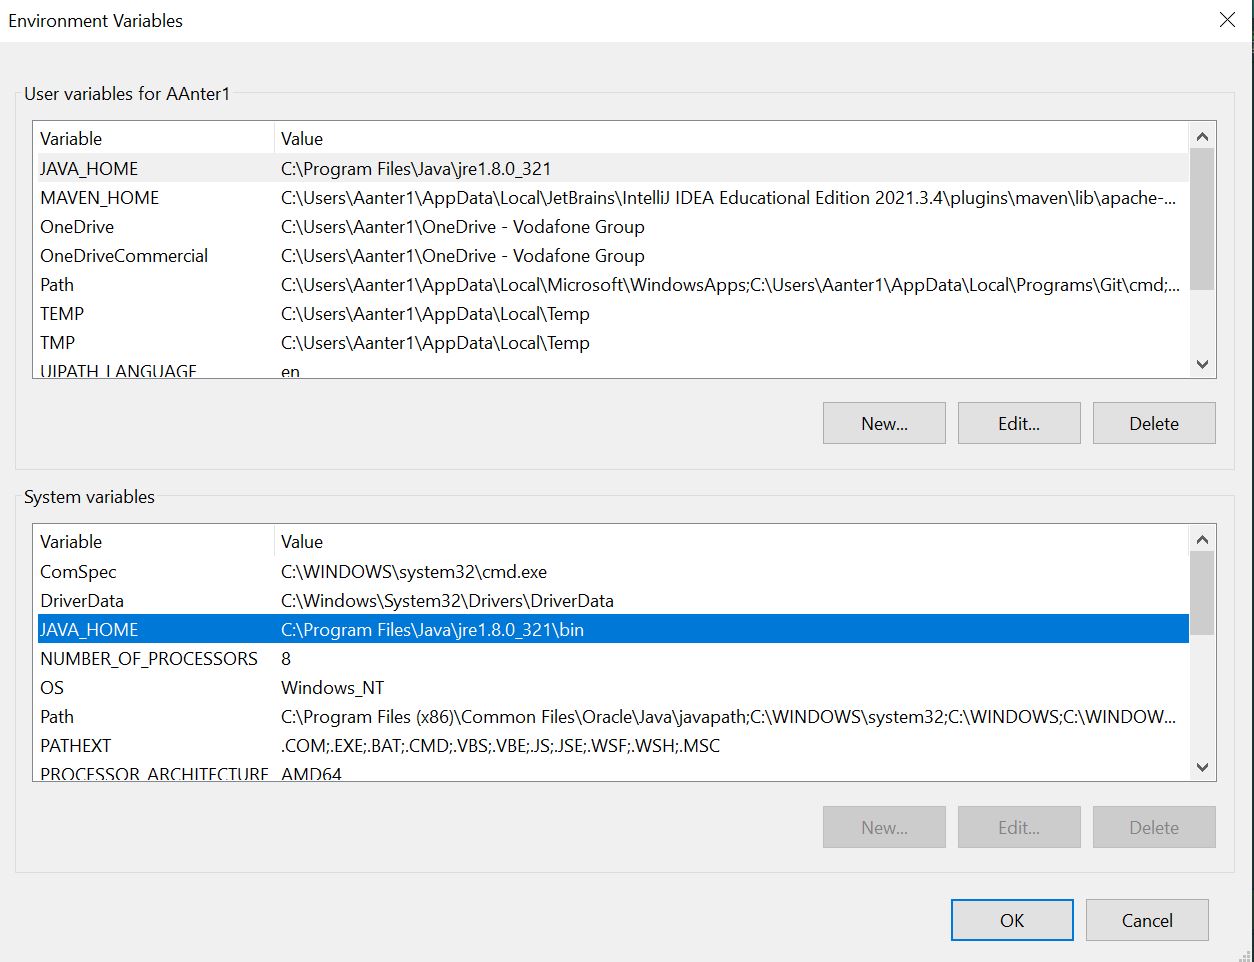 Environment Variables
User variables for AAnter1
Variable Value
JAVA_HOME C:\Program Files\Java\jre1.8.0_321
MAVEN_HOME C:\Users\Aanter1\AppData\Local\JetBrains\IntelliJ IDEA Educational Edition 2021.3.4\plugins\maven\lib\apache-...
OneDrive C:\Users\Aanter1\OneDrive - Vodafone Group
OneDriveCommercial C:\Users\Aanter1\OneDrive - Vodafone Group
Path C:\Users\Aanter1\AppData\Local\Microsoft\WindowsApps;C:\Users\Aanter1\AppData\Local\Programs\Git\cmd;...
TEMP C:\Users\Aanter1\AppData\Local\Temp
TMP C:\Users\Aanter1\AppData\Local\Temp
UIPATH_LANGUAGE en
New... Edit... Delete
System variables
Variable Value
ComSpec C:\WINDOWS\system32\cmd.exe
DriverData C:\Windows\System32\Drivers\DriverData
JAVA_HOME C:\Program Files\Java\jre1.8.0_321\bin
NUMBER_OF_PROCESSORS 8
OS Windows_NT
Path C:\Program Files (x86)\Common Files\Oracle\Java\javapath;C:\WINDOWS\system32;C:\WINDOWS;C:\WINDOW...
PATHEXT .COM;.EXE;.BAT;.CMD;.VBS;.VBE;.JS;.JSE;.WSF;.WSH;.MSC
PROCESSOR_ARCHITECTURE AMD64
New... Edit... Delete
OK Cancel